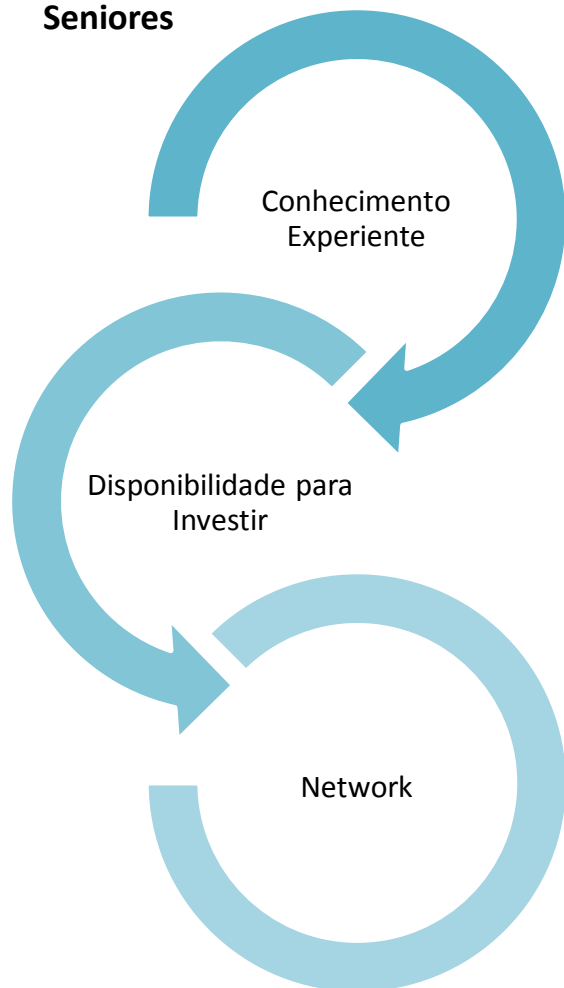 Seniores
Conhecimento
Experiente
Disponibilidade para
Investir
Network